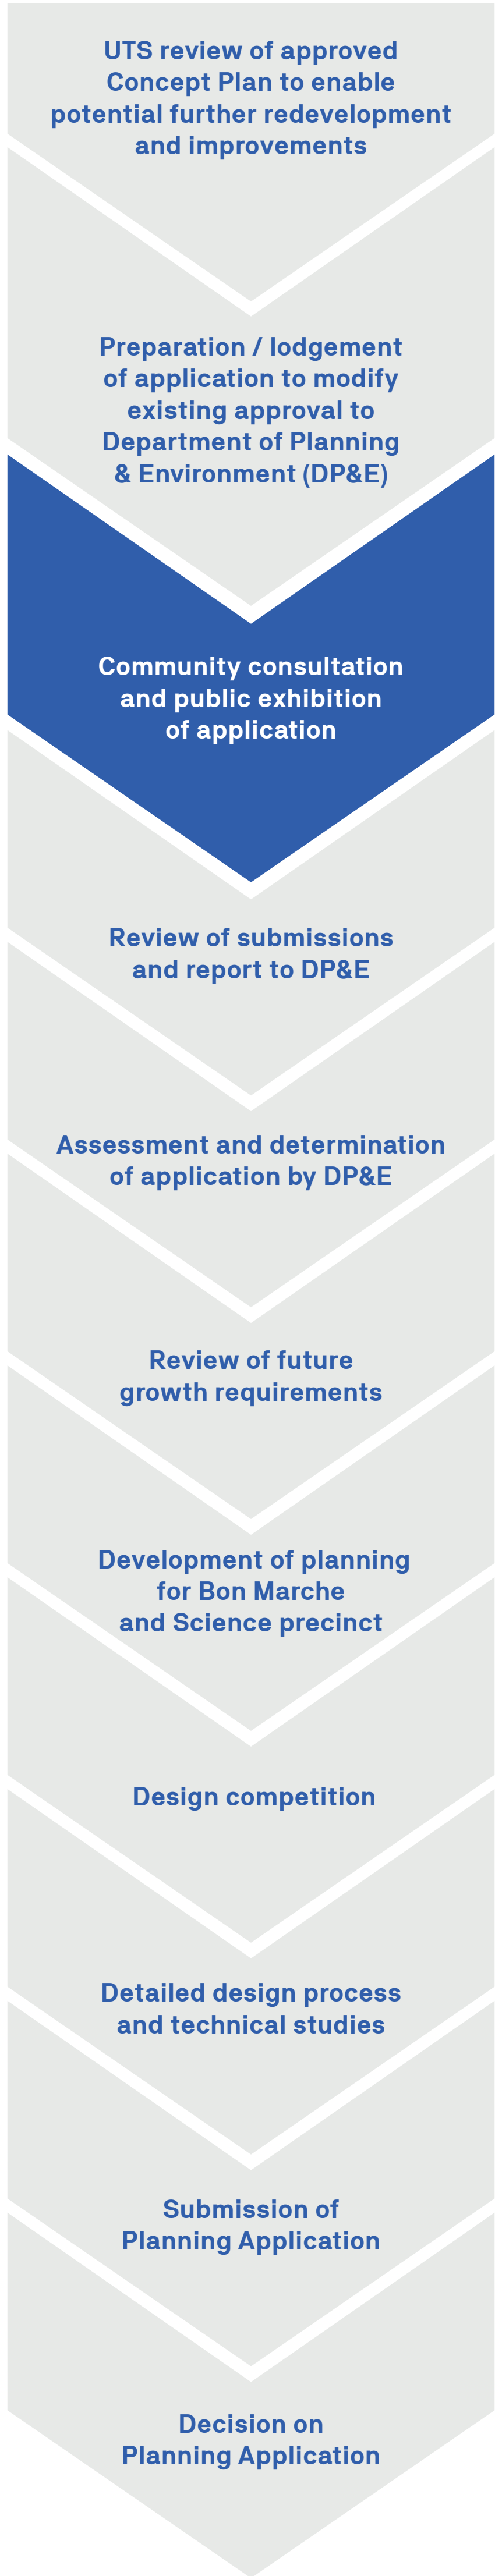 UTS review of approved
Concept Plan to enable
potential further redevelopment
and improvements
Preparation / lodgement
of application to modify
existing approval to
Department of Planning
& Environment (DP&E)
Community consultation
and public exhibition
of application
Review of submissions
and report to DP&E
Assessment and determination
of application by DP&E
Review of future
growth requirements
Development of planning
for Bon Marche
and Science precinct
Design competition
Detailed design process
and technical studies
Submission of
Planning Application
Decision on
Planning Application